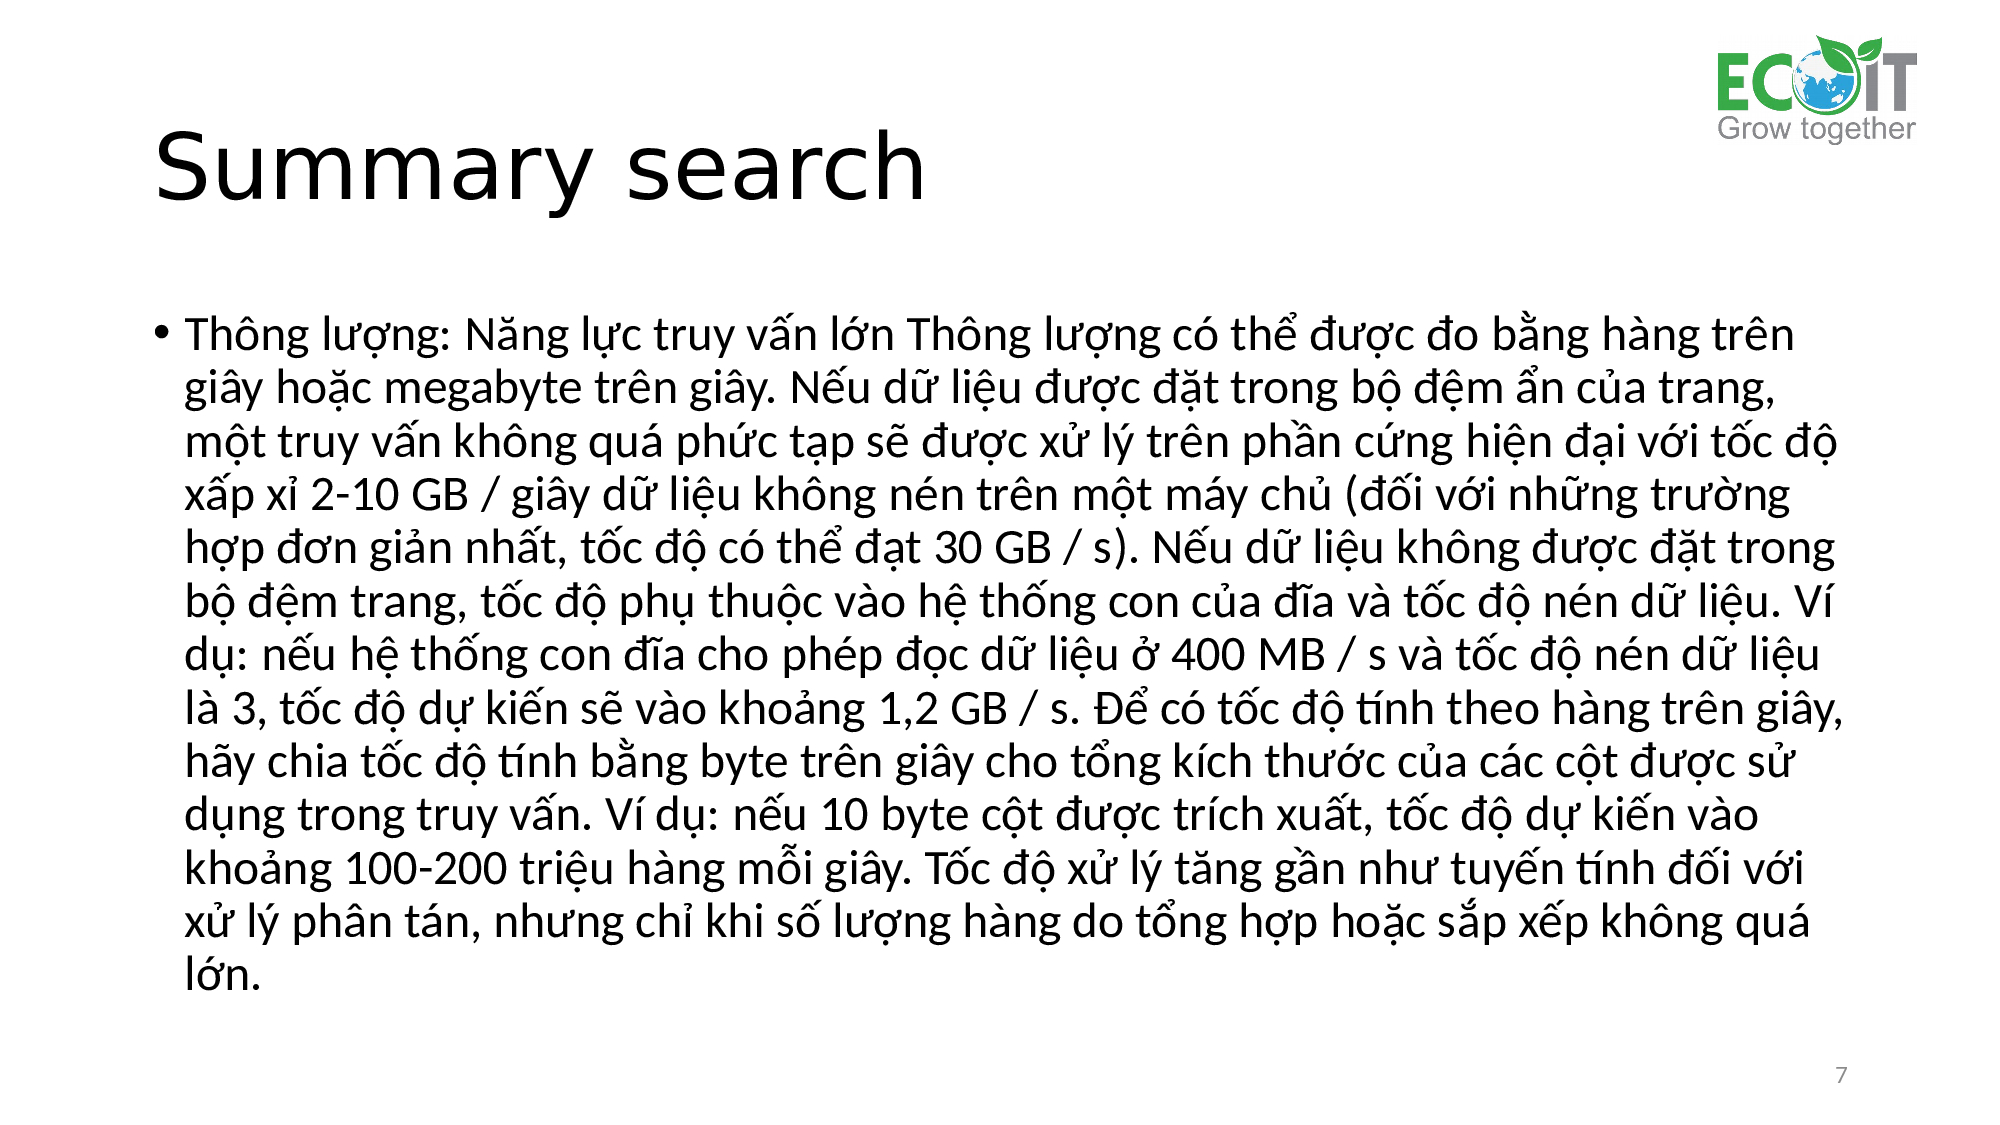 ECOiT
Grow together
Summary search
• Thông lượng: Năng lực truy vấn lớn Thông lượng có thể được đo bằng hàng trên
giây hoặc megabyte trên giây. Nếu dữ liệu được đặt trong bộ đệm ẩn của trang,
một truy vấn không quá phức tạp sẽ được xử lý trên phần cứng hiện đại với tốc độ
xấp xỉ 2-10 GB / giây dữ liệu không nén trên một máy chủ (đối với những trường
hợp đơn giản nhất, tốc độ có thể đạt 30 GB / s). Nếu dữ liệu không được đặt trong
bộ đệm trang, tốc độ phụ thuộc vào hệ thống con của đĩa và tốc độ nén dữ liệu. Ví
dụ: nếu hệ thống con đĩa cho phép đọc dữ liệu ở 400 MB / s và tốc độ nén dữ liệu
là 3, tốc độ dự kiến sẽ vào khoảng 1,2 GB / s. Để có tốc độ tính theo hàng trên giây,
hãy chia tốc độ tính bằng byte trên giây cho tổng kích thước của các cột được sử
dụng trong truy vấn. Ví dụ: nếu 10 byte cột được trích xuất, tốc độ dự kiến vào
khoảng 100-200 triệu hàng mỗi giây. Tốc độ xử lý tăng gần như tuyến tính đối với
xử lý phân tán, nhưng chỉ khi số lượng hàng do tổng hợp hoặc sắp xếp không quá
lớn.
7